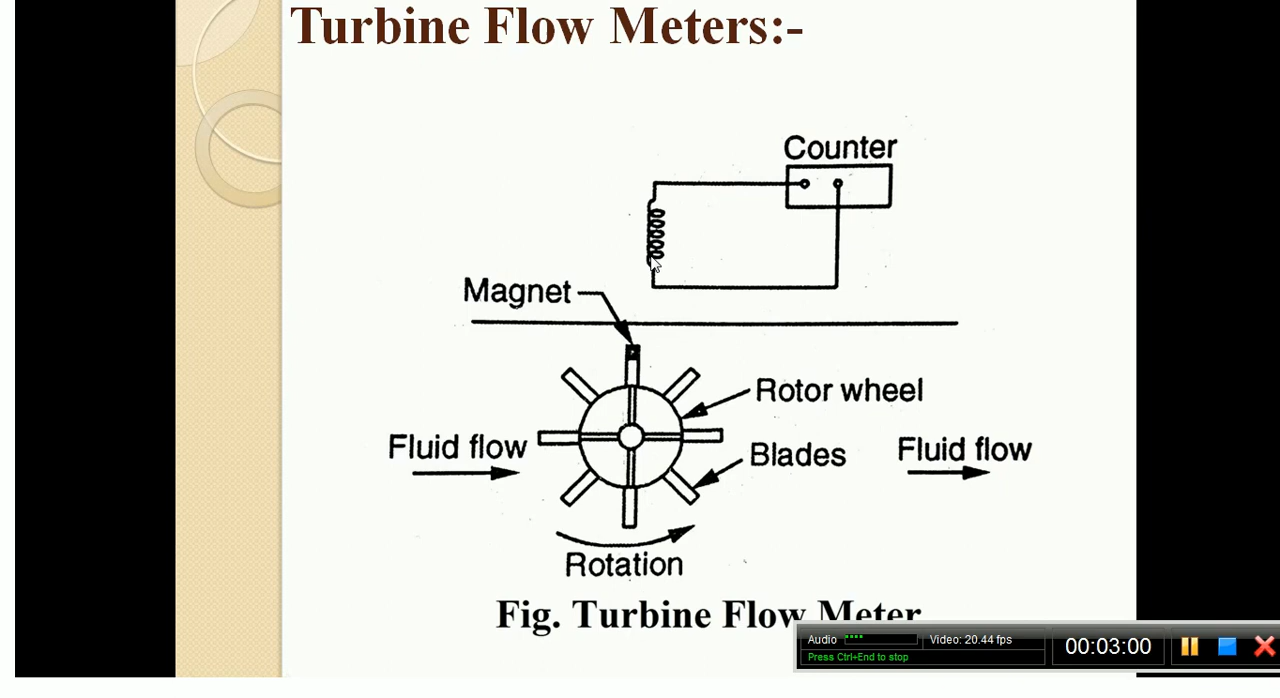 Turbine Flow Meters:-
Counter
Magnet
Rotor wheel
Fluid flow
Blades
Fluid flow
Rotation
Fig. Turbine Flow Meter
Audio
Video: 20.44 fps
00:03:00
Press Ctrl+End to stop